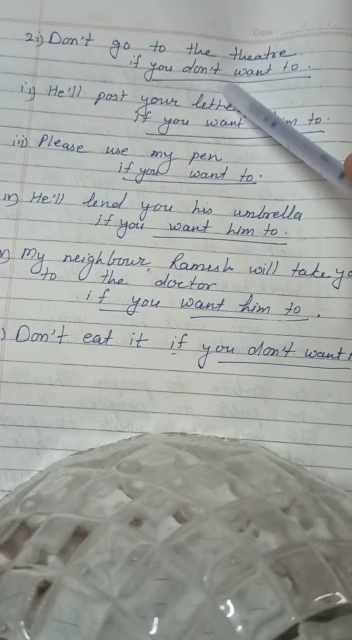 2 i) Don't go to the theatre
if you don't want to.
ii) He'll post your
if you want him to.
iii) Please use my pen
if you want to.
iv) He'll lend you his umbrella
if you want him to.
my neighbour, Ramesh will take
to the doctor
if you want him to.
) Don't eat it if you don't want